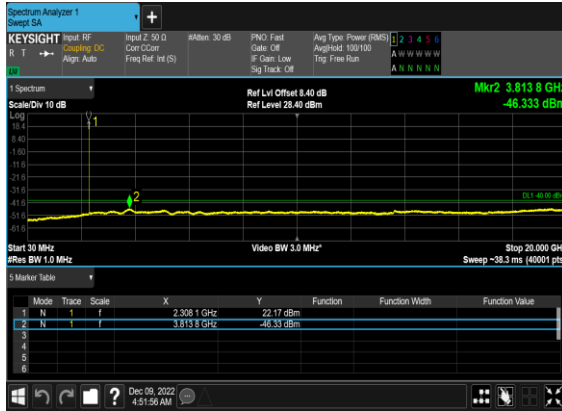 Spectrum Analyzer 1
Swept SA
KEYSIGHT Input: RF Input Z: 50 Ω #Atten: 30 dB PNO: Fast Avg Type: Power (RMS) 1 2 3 4 5 6
R T Coupling: DC Corr CCorr Gate: Off Avg|Hold: 100/100 A W W W W W
Align: Auto Freq Ref: Int (S) IF Gain: Low Trig: Free Run
LU Sig Track: Off A N N N N N
1 Spectrum Ref Lvl Offset 8.40 dB Mkr2 3.813 8 GHz
Scale/Div 10 dB Ref Level 28.40 dBm -46.333 dBm
Log
18.4
8.40
-1.60
-11.6
-21.6
-31.6
-41.6
-51.6
-61.6
1
2
DL1 -40.00 dB
Start 30 MHz Video BW 3.0 MHz* Stop 20.000 GH
#Res BW 1.0 MHz Sweep ~38.3 ms (40001 pts
5 Marker Table
Mode Trace Scale X Y Function Function Width Function Value
1 N 1 f 2.308 1 GHz 22.17 dBm
2 N 1 f 3.813 8 GHz -46.33 dBm
3
4
5
6
? Dec 09, 2022
4:51:56 AM